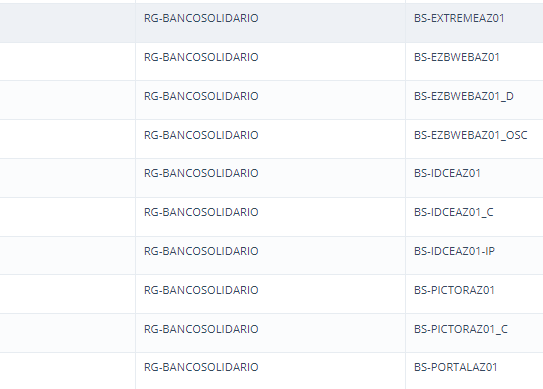 RG-BANCOSOLIDARIO BS-EXTREMEAZ01
RG-BANCOSOLIDARIO BS-EZBWEBAZ01
RG-BANCOSOLIDARIO BS-EZBWEBAZ01_D
RG-BANCOSOLIDARIO BS-EZBWEBAZ01_OSC
RG-BANCOSOLIDARIO BS-IDCEAZ01
RG-BANCOSOLIDARIO BS-IDCEAZ01_C
RG-BANCOSOLIDARIO BS-IDCEAZ01-IP
RG-BANCOSOLIDARIO BS-PICTORAZ01
RG-BANCOSOLIDARIO BS-PICTORAZ01_C
RG-BANCOSOLIDARIO BS-PORTALAZ01